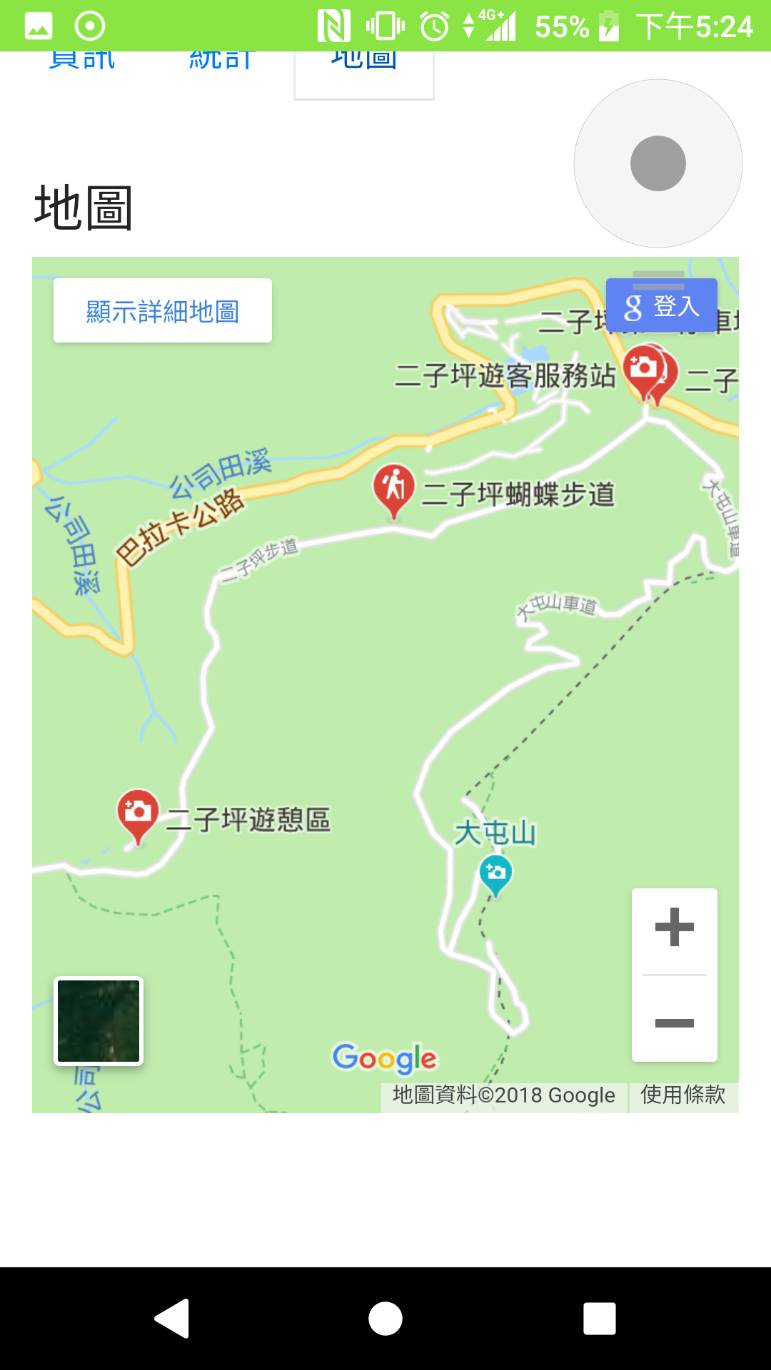 4G+ 55% 下午5:24
資訊 統計 地圖
地圖
顯示詳細地圖
g 登入
二子坪
車
二子坪遊客服務站
二子
公司田溪
巴拉卡公路
公司田溪
二子坪蝴蝶步道
二子坪步道
大屯山車道
大屯山車道
二子坪遊憩區
大屯山
公司
Google
地圖資料©2018 Google 使用條款